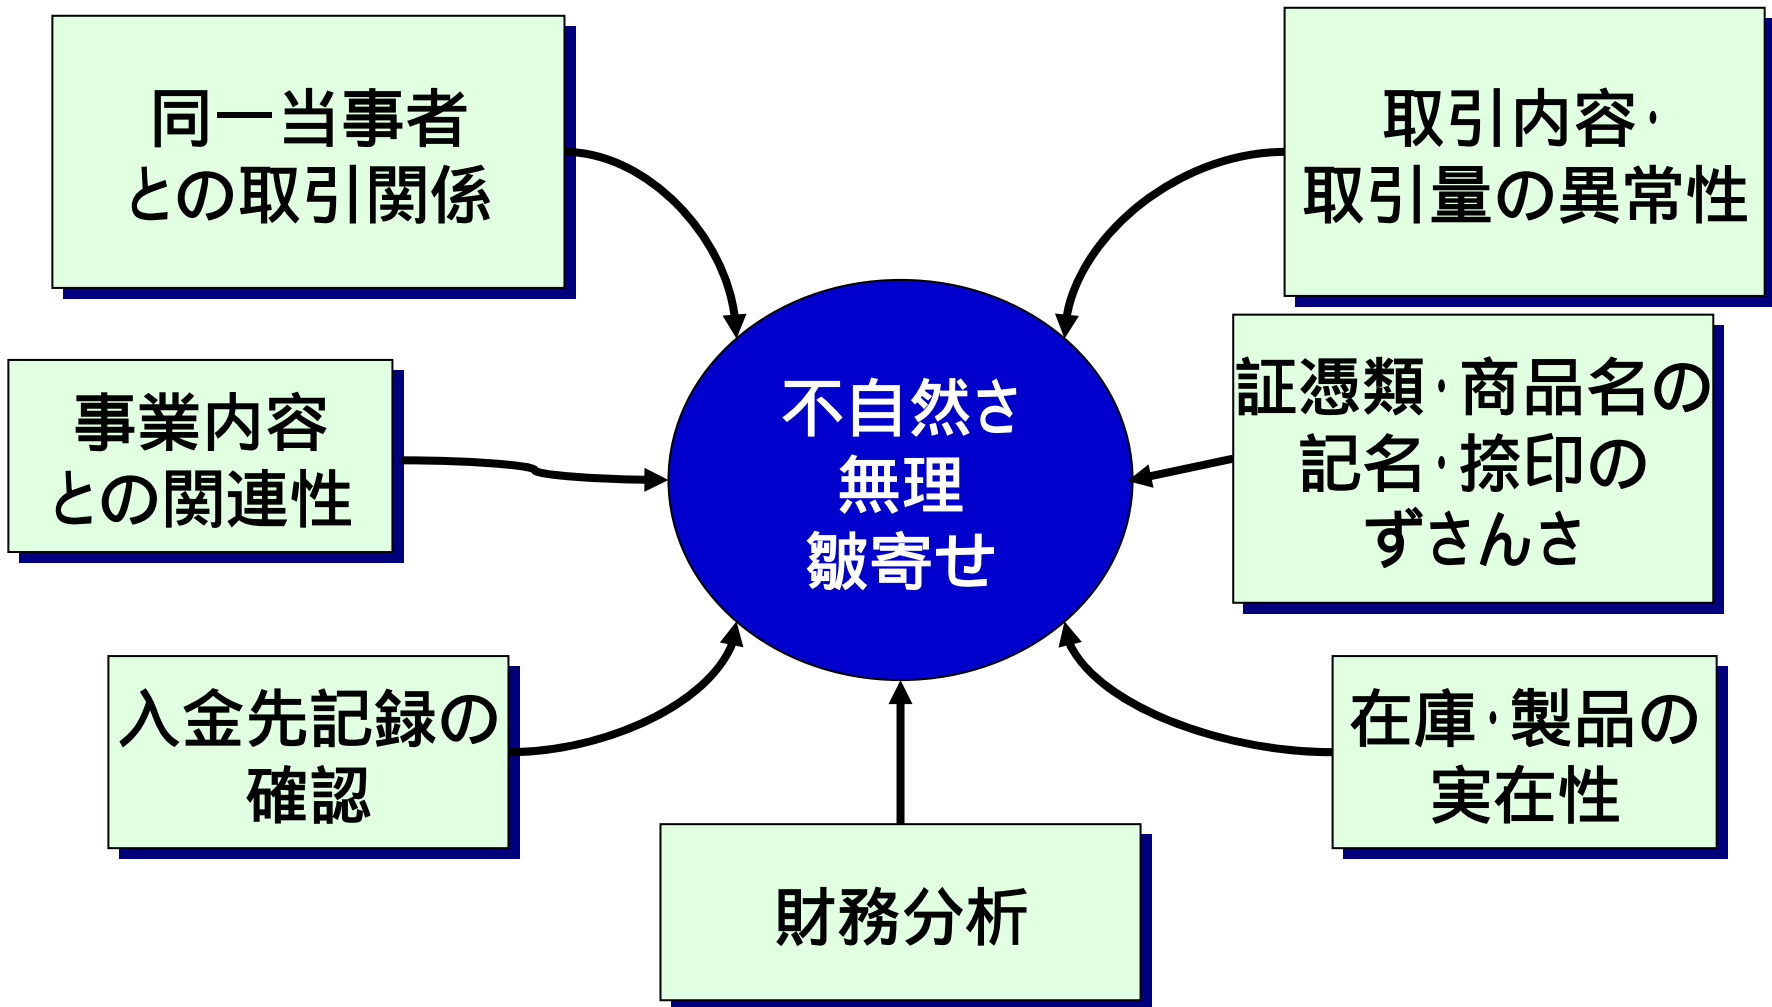 同一当事者
との取引関係
取引内容・
取引量の異常性
事業内容
との関連性
不自然さ
無理
皺寄せ
証憑類・商品名の
記名・捺印の
ずさんさ
入金先記録の
確認
在庫・製品の
実在性
財務分析